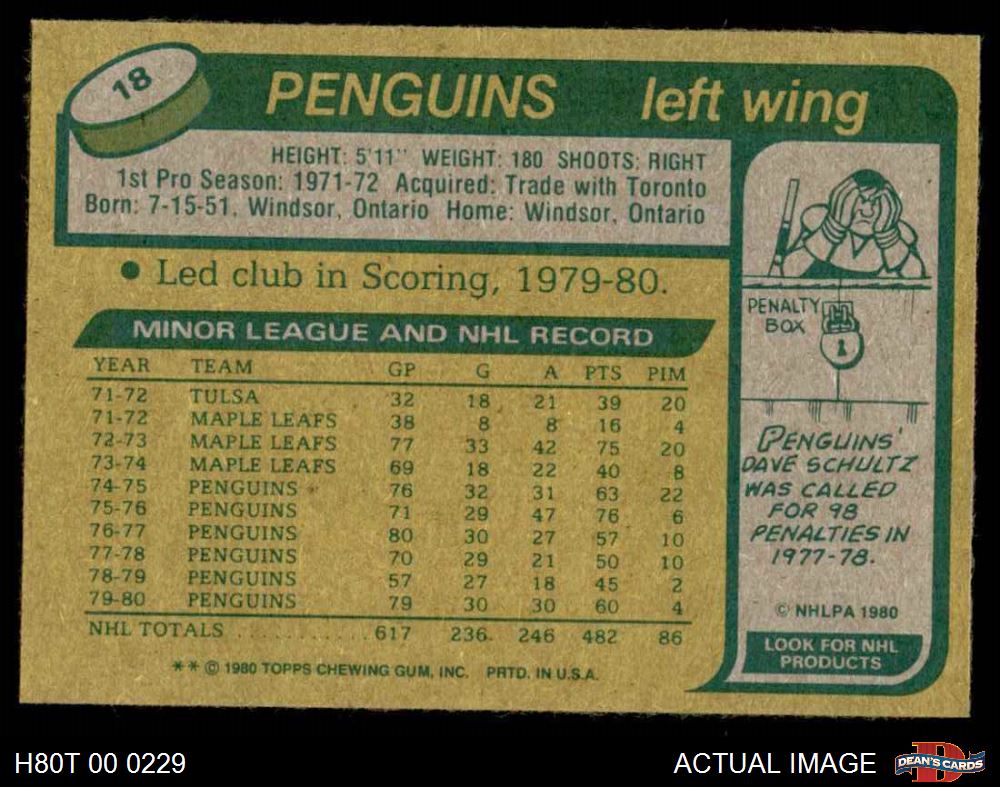 18
PENGUINS left wing
HEIGHT: 5'11" WEIGHT: 180 SHOOTS: RIGHT
1st Pro Season: 1971-72 Acquired: Trade with Toronto
Born: 7-15-51, Windsor, Ontario Home: Windsor, Ontario
• Led club in Scoring, 1979-80.
MINOR LEAGUE AND NHL RECORD
YEAR TEAM GP G A PTS PIM
71-72 TULSA 32 18 21 39 20
71-72 MAPLE LEAFS 38 8 8 16 4
72-73 MAPLE LEAFS 77 33 42 75 20
73-74 MAPLE LEAFS 69 18 22 40 8
74-75 PENGUINS 76 32 31 63 22
75-76 PENGUINS 71 29 47 76 6
76-77 PENGUINS 80 30 27 57 10
77-78 PENGUINS 70 29 21 50 10
78-79 PENGUINS 57 27 18 45 2
79-80 PENGUINS 79 30 30 60 4
NHL TOTALS ............ 617 236. 246 482 86
** © 1980 TOPPS CHEWING GUM, INC. PRTD. IN U.S.A.
PENALTY
BOX
PENGUINS'
DAVE SCHULTZ
WAS CALLED
FOR 98
PENALTIES IN
1977-78.
© NHLPA 1980
LOOK FOR NHL
PRODUCTS
H80T 00 0229
ACTUAL IMAGE
D
DEAN'S CARDS